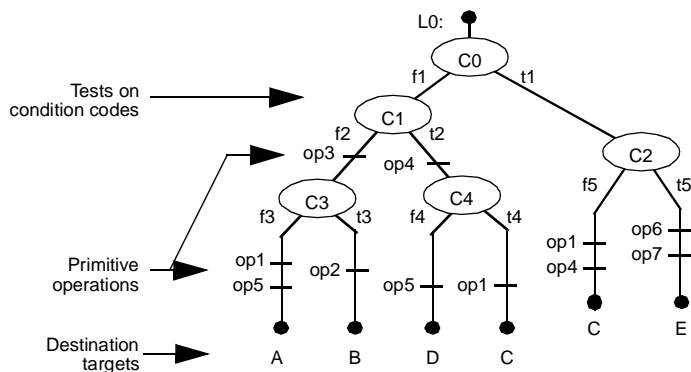 L0:
C0
f1
t1
Tests on
condition codes
C1
f2
t2
C2
op3
op4
C3
C4
f5
t5
f3
t3
f4
t4
op1
op4
op6
op7
Primitive
operations
op1
op5
op2
op5
op1
C
E
Destination
targets
A
B
D
C